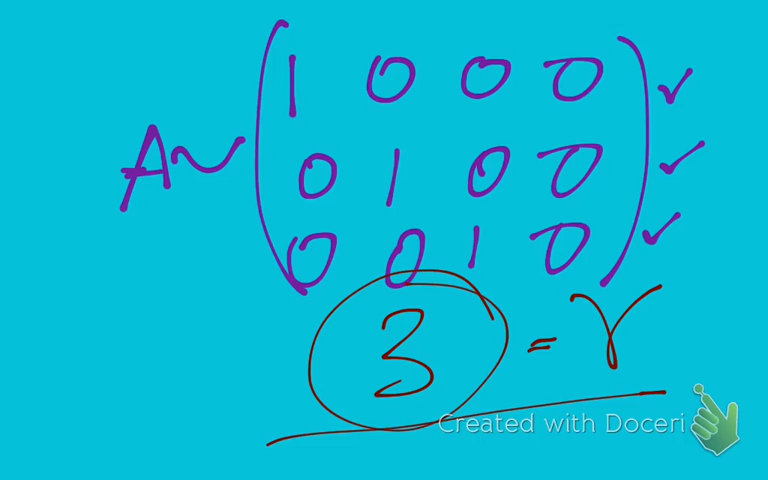 1 0 0 0 ✓
A ~ 0 1 0 0 ✓
0 0 1 0 ✓
3 = r
Created with Doceri